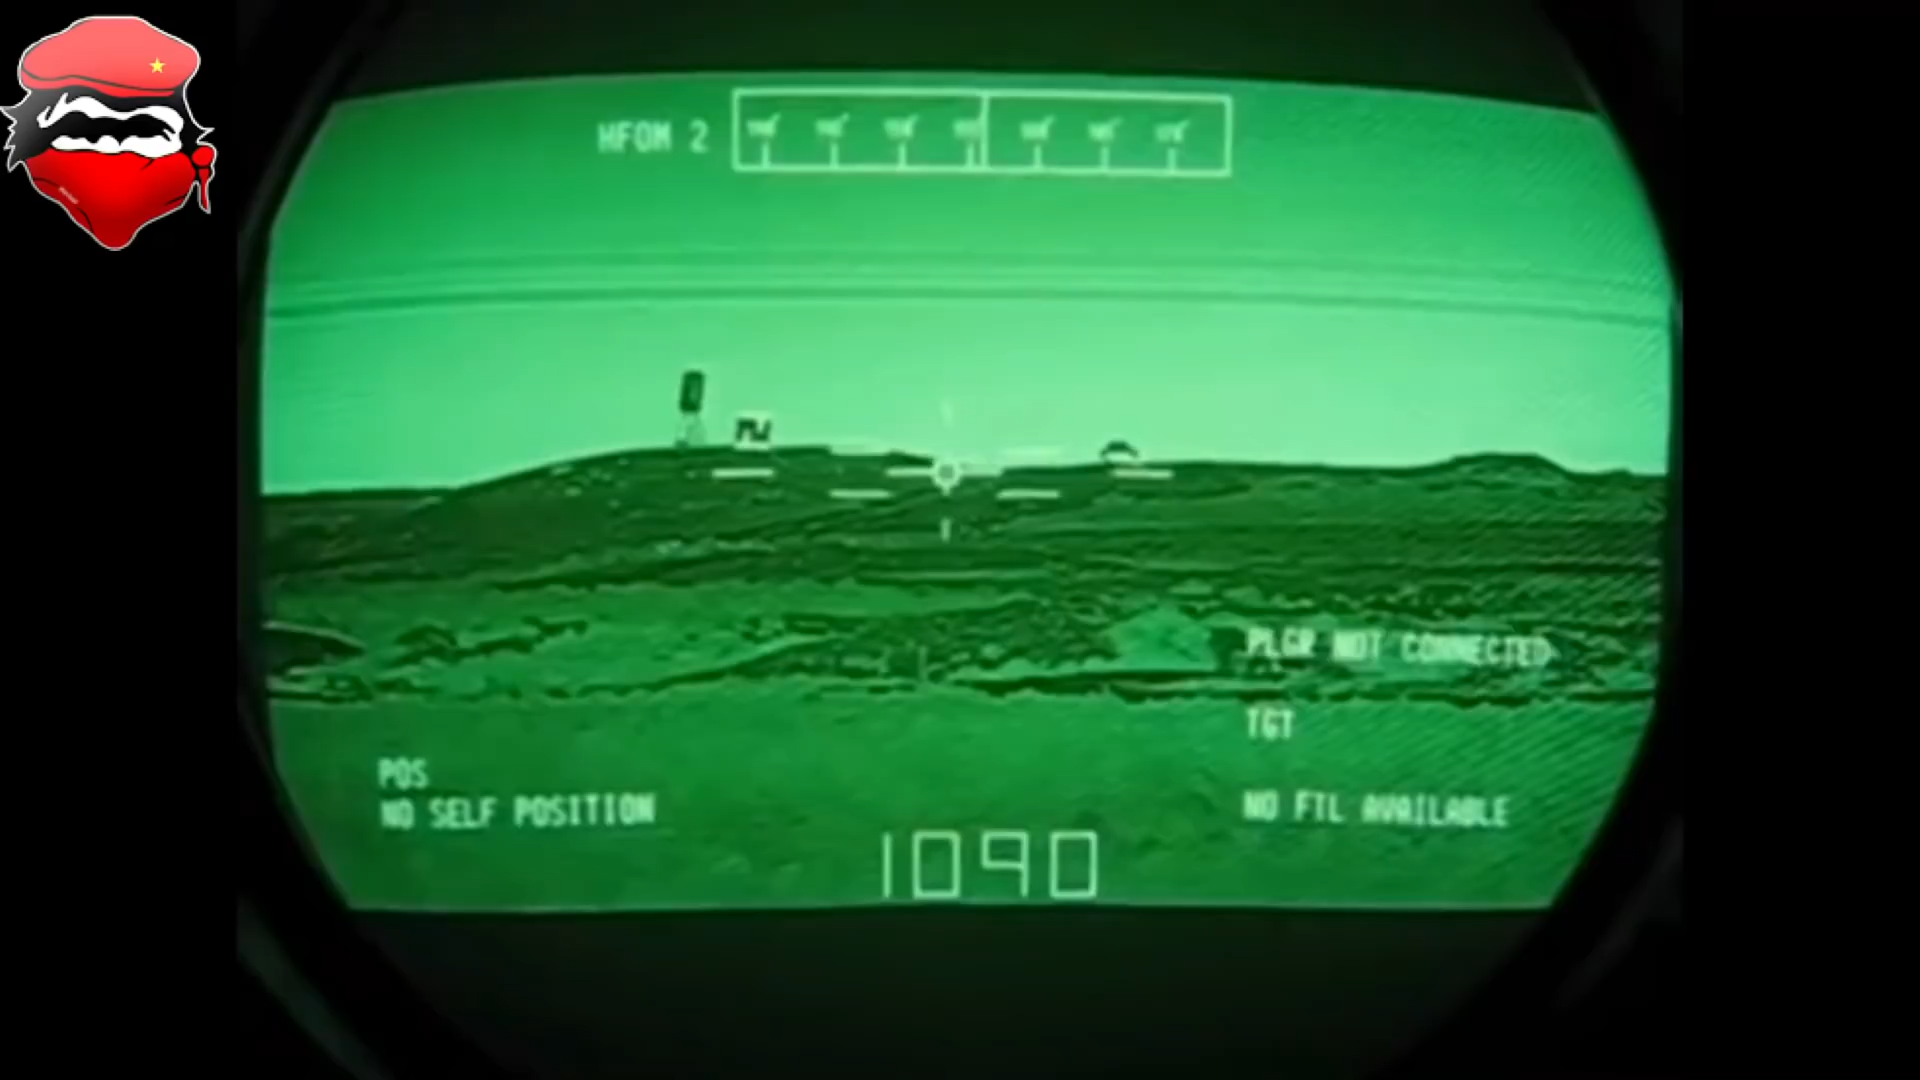 HFOM 2
PLGR NOT CONNECTED
TGT
POS
NO SELF POSITION
NO FTL AVAILABLE
1090